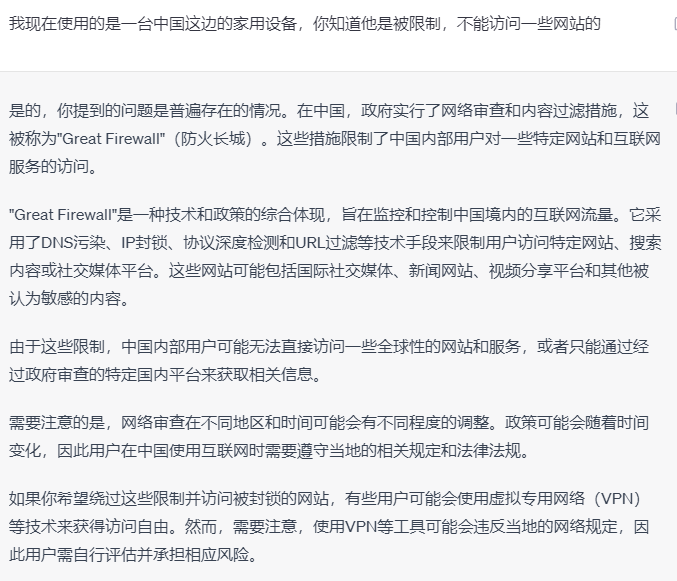 我现在使用的是一台中国这边的家用设备，你知道他是被限制，不能访问一些网站的
是的，你提到的问题是普遍存在的情况。在中国，政府实行了网络审查和内容过滤措施，这
被称为"Great Firewall"（防火长城）。这些措施限制了中国内部用户对一些特定网站和互联网
服务的访问。
"Great Firewall"是一种技术和政策的综合体现，旨在监控和控制中国境内的互联网流量。它采
用了DNS污染、IP封锁、协议深度检测和URL过滤等技术手段来限制用户访问特定网站、搜索
内容或社交媒体平台。这些网站可能包括国际社交媒体、新闻网站、视频分享平台和其他被
认为敏感的内容。
由于这些限制，中国内部用户可能无法直接访问一些全球性的网站和服务，或者只能通过经
过政府审查的特定国内平台来获取相关信息。
需要注意的是，网络审查在不同地区和时间可能会有不同程度的调整。政策可能会随着时间
变化，因此用户在中国使用互联网时需要遵守当地的相关规定和法律法规。
如果你希望绕过这些限制并访问被封锁的网站，有些用户可能会使用虚拟专用网络（VPN）
等技术来获得访问自由。然而，需要注意，使用VPN等工具可能会违反当地的网络规定，因
此用户需自行评估并承担相应风险。